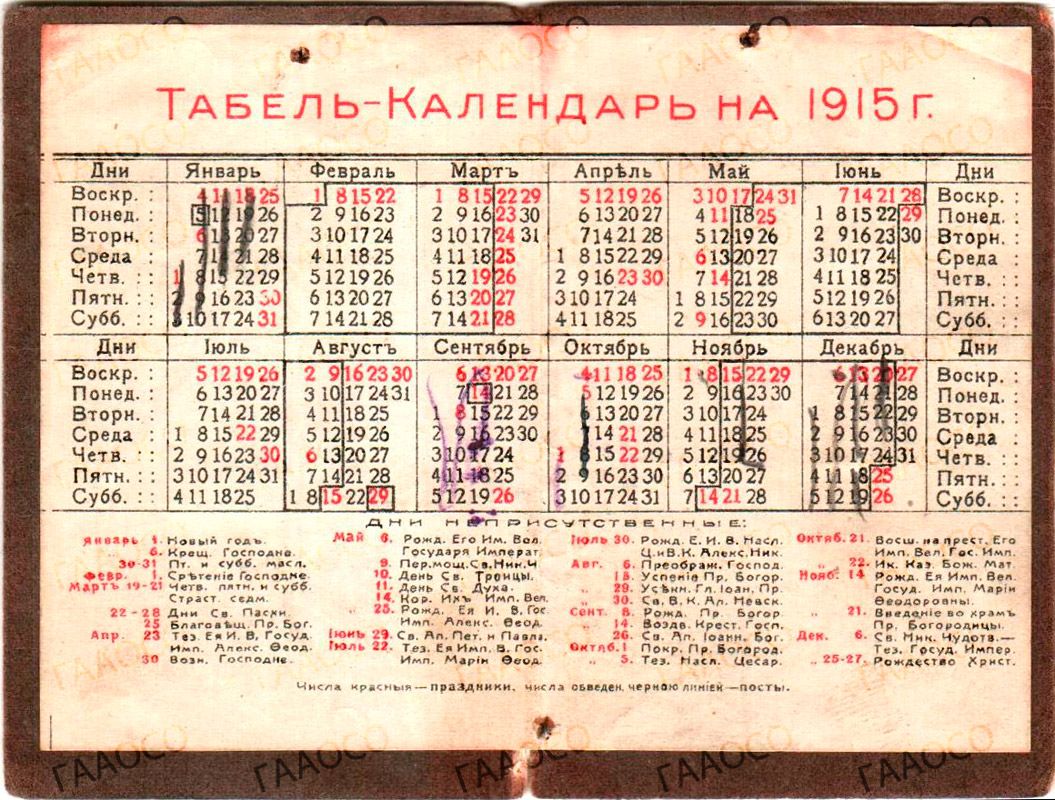 ГААОСО ГААОСО ГААОСО ГААОСО ГААОСО
Табель-Календарь на 1915 г.
Дни Январь Февраль Мартъ Апрѣль Май Iюнь Дни
Воскр. : 4 11 18 25 1 8 15 22 1 8 15 22 29 5 12 19 26 3 10 17 24 31 7 14 21 28 Воскр. :
Понед. : 5 12 19 26 2 9 16 23 2 9 16 23 30 6 13 20 27 4 11 18 25 1 8 15 22 29 Понед. :
Вторн. : 6 13 20 27 3 10 17 24 3 10 17 24 31 7 14 21 28 5 12 19 26 2 9 16 23 30 Вторн. :
Среда : 7 14 21 28 4 11 18 25 4 11 18 25 1 8 15 22 29 6 13 20 27 3 10 17 24 Среда :
Четв. : : 1 8 15 22 29 5 12 19 26 5 12 19 26 2 9 16 23 30 7 14 21 28 4 11 18 25 Четв. : :
Пятн. : : 2 9 16 23 30 6 13 20 27 6 13 20 27 3 10 17 24 1 8 15 22 29 5 12 19 26 Пятн. : :
Субб. : : 3 10 17 24 31 7 14 21 28 7 14 21 28 4 11 18 25 2 9 16 23 30 6 13 20 27 Субб. : :
Дни Iюль Августъ Сентябрь Октябрь Ноябрь Декабрь Дни
Воскр. : 5 12 19 26 2 9 16 23 30 6 13 20 27 4 11 18 25 1 8 15 22 29 6 13 20 27 Воскр. :
Понед. : 6 13 20 27 3 10 17 24 31 7 14 21 28 5 12 19 26 2 9 16 23 30 7 14 21 28 Понед. :
Вторн. : 7 14 21 28 4 11 18 25 1 8 15 22 29 6 13 20 27 3 10 17 24 1 8 15 22 29 Вторн. :
Среда : 1 8 15 22 29 5 12 19 26 2 9 16 23 30 7 14 21 28 4 11 18 25 2 9 16 23 30 Среда :
Четв. : : 2 9 16 23 30 6 13 20 27 3 10 17 24 1 8 15 22 29 5 12 19 26 3 10 17 24 31 Четв. : :
Пятн. : : 3 10 17 24 31 7 14 21 28 4 11 18 25 2 9 16 23 30 6 13 20 27 4 11 18 25 Пятн. : :
Субб. : : 4 11 18 25 1 8 15 22 29 5 12 19 26 3 10 17 24 31 7 14 21 28 5 12 19 26 Субб. : :
Дни неприсутственные:
Январь 1. Новый годъ.
„ 6. Крещ. Господне.
30-31 Пт. и субб. масл.
Февр. 1. Срѣтенiе Господне.
Мартъ 19-21 Четв. пятн. и субб.
Страст. седм.
22-28 Дни Св. Пасхи.
25 Благовѣщ. Пр. Бог.
Апр. 23 Тез. Ея И. В. Госуд.
Имп. Алекс. Ѳеод.
30 Возн. Господне.
Май 6. Рожд. Его Им. Вел.
Государя Императ.
9. Пер. мощ. Св. Ник. Ч
10. День Св. Троицы.
11. День Св. Духа.
14. Кор. Ихъ Имп. Вел.
„ 25. Рожд. Ея И. В. Гос.
Имп. Алекс. Ѳеод.
Iюнь 29. Св. Ап. Пет. и Павла.
Iюль 22. Тез. Ея Имп. В. Гос.
Имп. Марiи Ѳеод.
Iюль 30. Рожд. Е. И. В. Насл.
Ц. и В. К. Алекс. Ник.
Авг. 6. Преображ. Господ.
„ 15. Успенiе Пр. Богор.
„ 29. Усѣкн. Гл. Iоан. Пр.
„ 30. Св. В. К. Ал. Невск.
Сент. 8. Рожд. Пр. Богор.
„ 14. Воздв. Крест. Госп.
26. Св. Ап. Iоанн. Бог.
Октяб. 1 Покр. Пр. Богород.
„ 5. Тез. Насл. Цесар.
Октяб. 21. Восш. на прест. Его
Имп. Вел. Гос. Имп.
„ 22. Ик. Каз. Бож. Мат.
Нояб. 14 Рожд. Ея Имп. Вел.
Госуд. Имп. Марiи
Ѳеодоровны.
„ 21. Введенiе во храмъ
Пр. Богородицы.
Дек. 6. Св. Ник. Чудотв.—
Тез. Госуд. Импер.
„ 25-27. Рождество Христ.
Числа красныя—праздники, числа обведен. черною линiей—посты.
ГААОСО ГААОСО ГААОСО ГААОСО ГААОСО